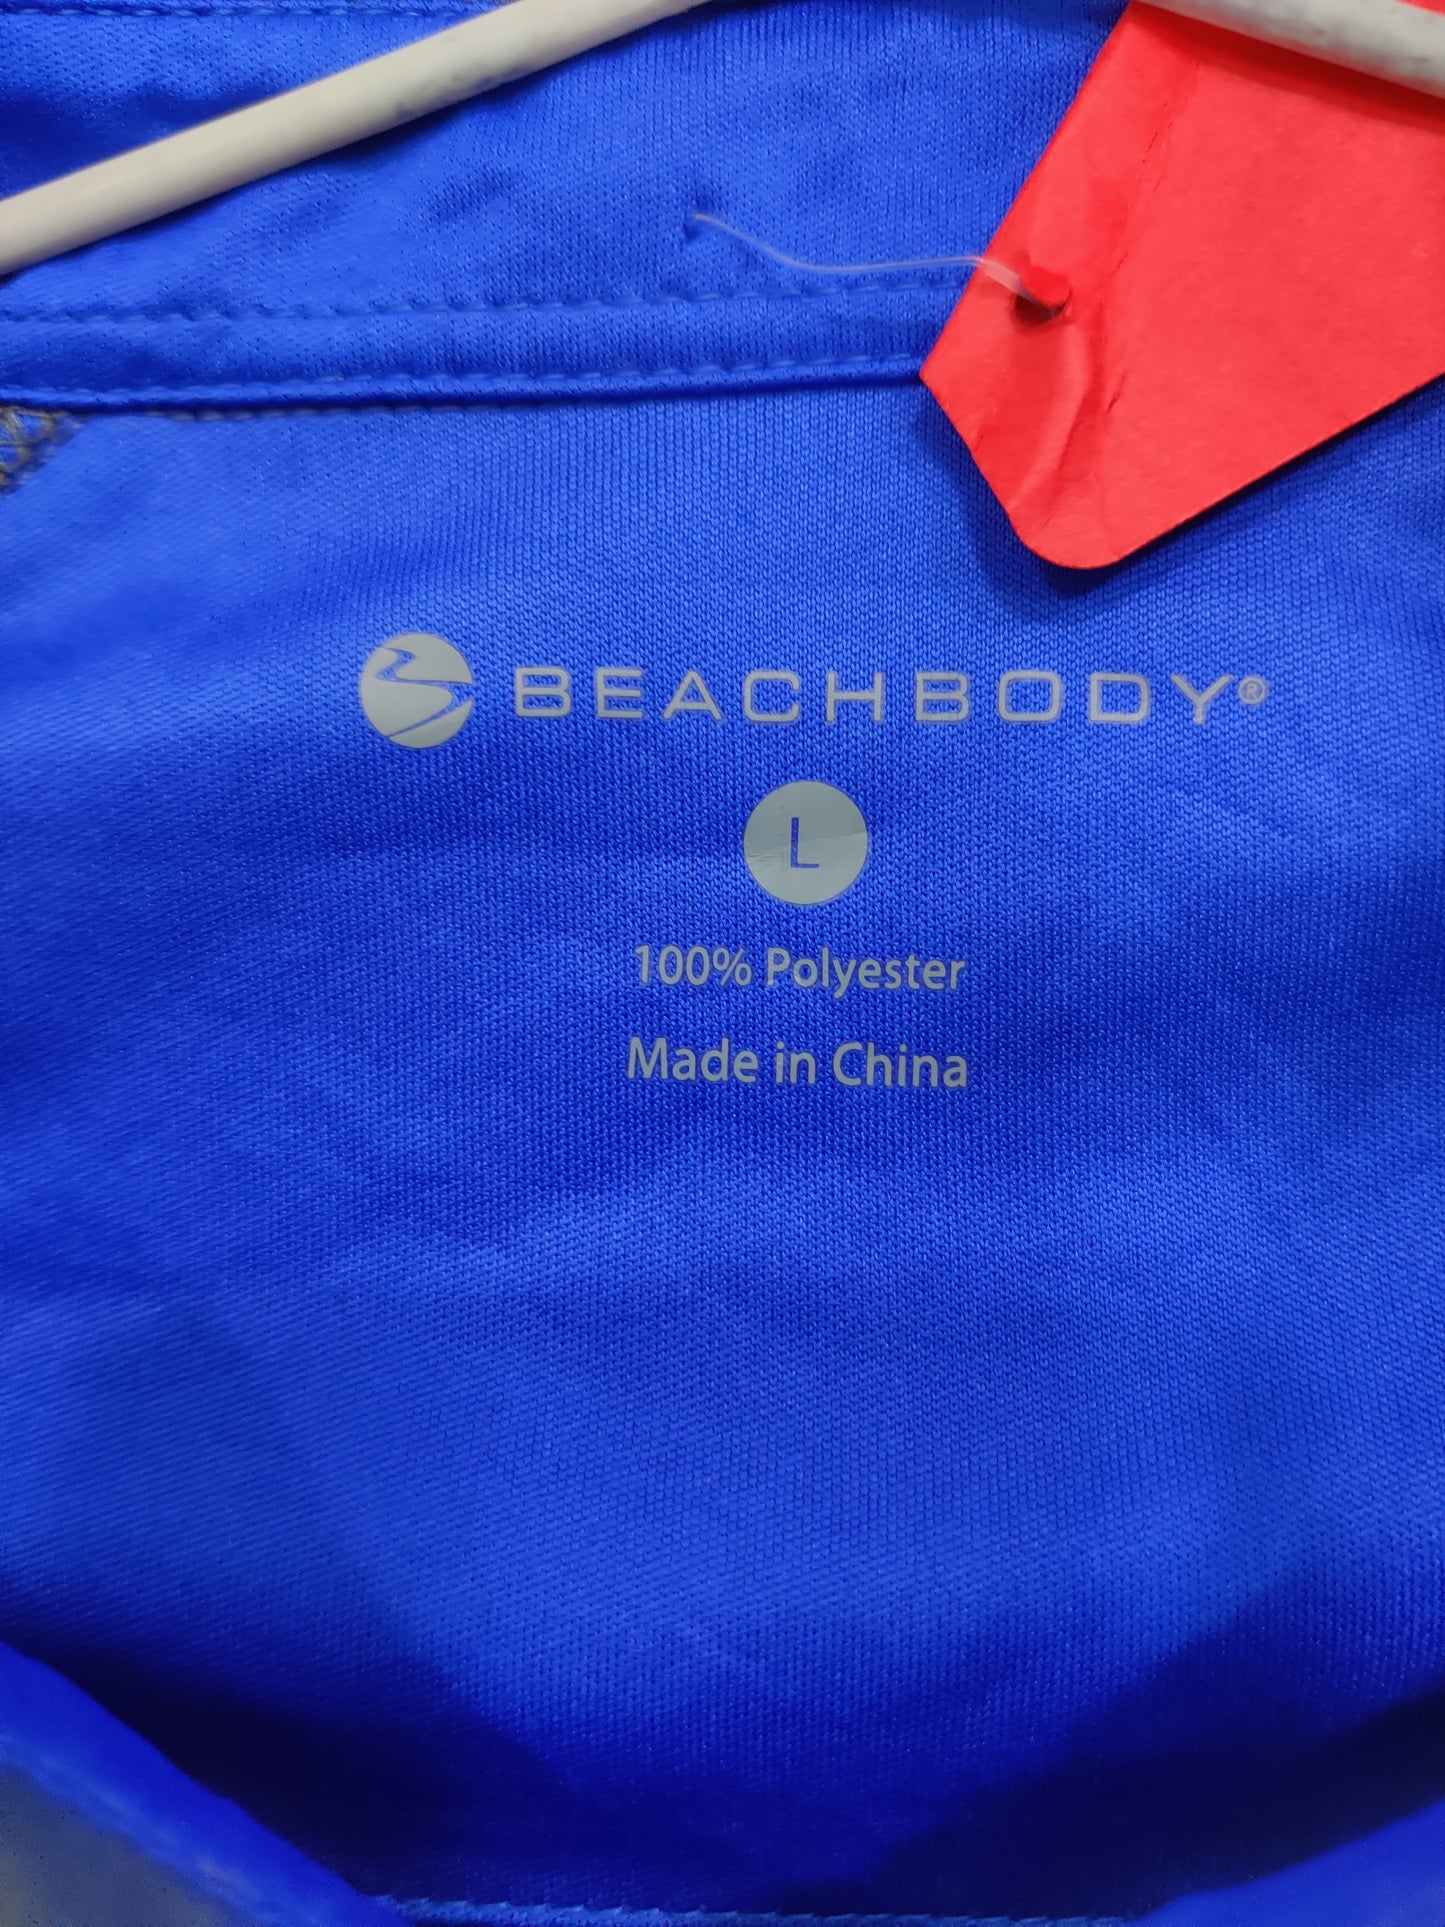 BEACHBODY®
L
100% Polyester
Made in China